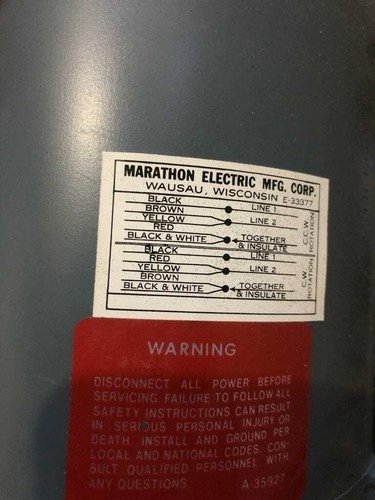 MARATHON ELECTRIC MFG. CORP.
WAUSAU, WISCONSIN E-33377
BLACK
BROWN LINE 1
YELLOW LINE 2
RED
BLACK & WHITE TOGETHER & INSULATE
C.C.W. ROTATION
BLACK
RED LINE 1
YELLOW LINE 2
BROWN
BLACK & WHITE TOGETHER & INSULATE
C.W. ROTATION
WARNING
DISCONNECT ALL POWER BEFORE
SERVICING. FAILURE TO FOLLOW ALL
SAFETY INSTRUCTIONS CAN RESULT
IN SERIOUS PERSONAL INJURY OR
DEATH. INSTALL AND GROUND PER
LOCAL AND NATIONAL CODES. CON-
SULT QUALIFIED PERSONNEL WITH
ANY QUESTIONS. A-35927